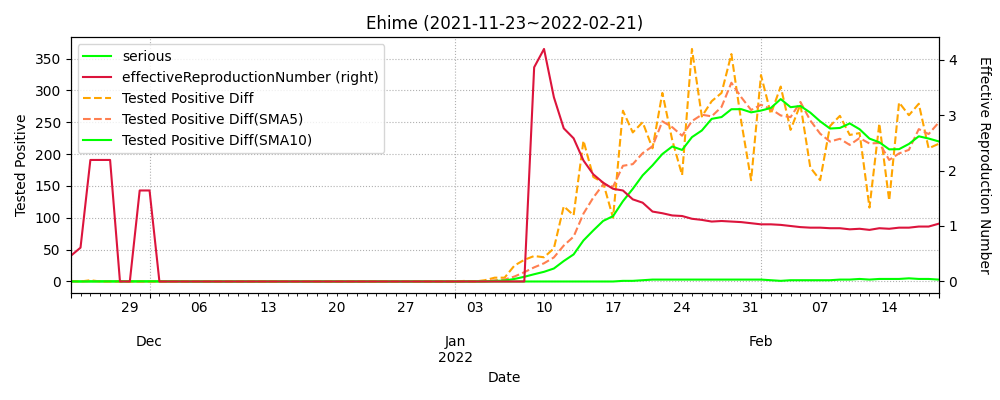 Ehime (2021-11-23~2022-02-21)
serious
effectiveReproductionNumber (right)
Tested Positive Diff
Tested Positive Diff(SMA5)
Tested Positive Diff(SMA10)
Tested Positive
350
300
250
200
150
100
50
0
4
3
2
1
0
Effective Reproduction Number
29 06 13 20 27 03 10 17 24 31 07 14
Dec Jan Feb
2022
Date